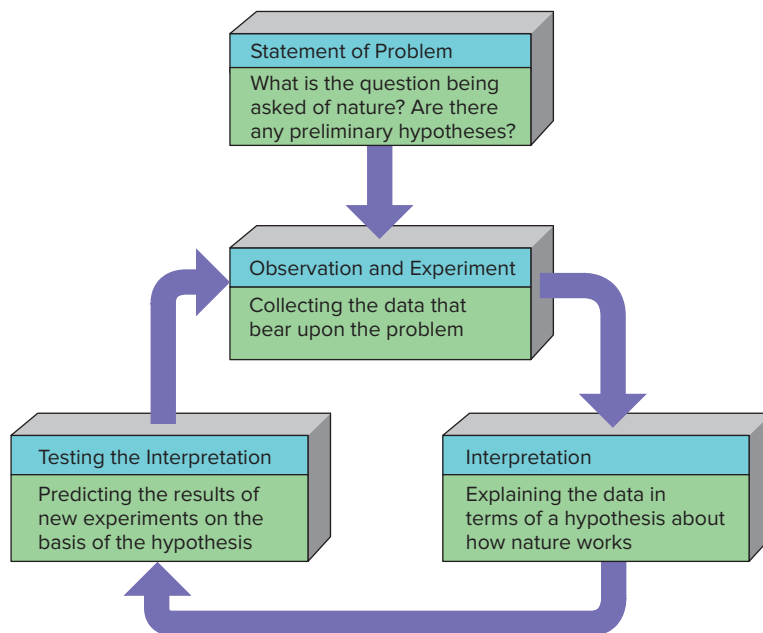 Statement of Problem
What is the question being
asked of nature? Are there
any preliminary hypotheses?
Observation and Experiment
Collecting the data that
bear upon the problem
Interpretation
Explaining the data in
terms of a hypothesis about
how nature works
Testing the Interpretation
Predicting the results of
new experiments on the
basis of the hypothesis